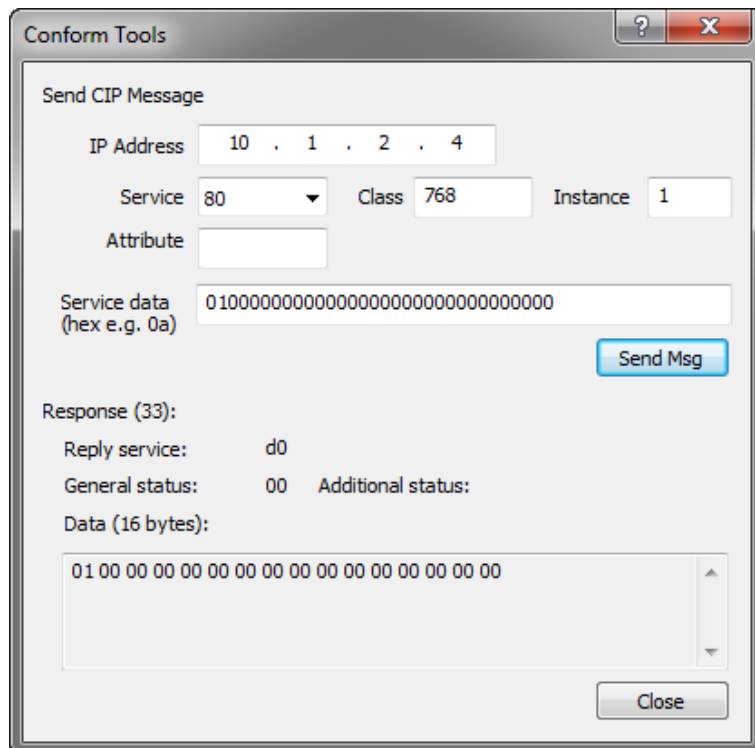 Conform Tools
Send CIP Message
IP Address 10 . 1 . 2 . 4
Service 80 Class 768 Instance 1
Attribute
Service data 01000000000000000000000000000000
(hex e.g. 0a)
Send Msg
Response (33):
Reply service: d0
General status: 00 Additional status:
Data (16 bytes):
01 00 00 00 00 00 00 00 00 00 00 00 00 00 00 00
Close